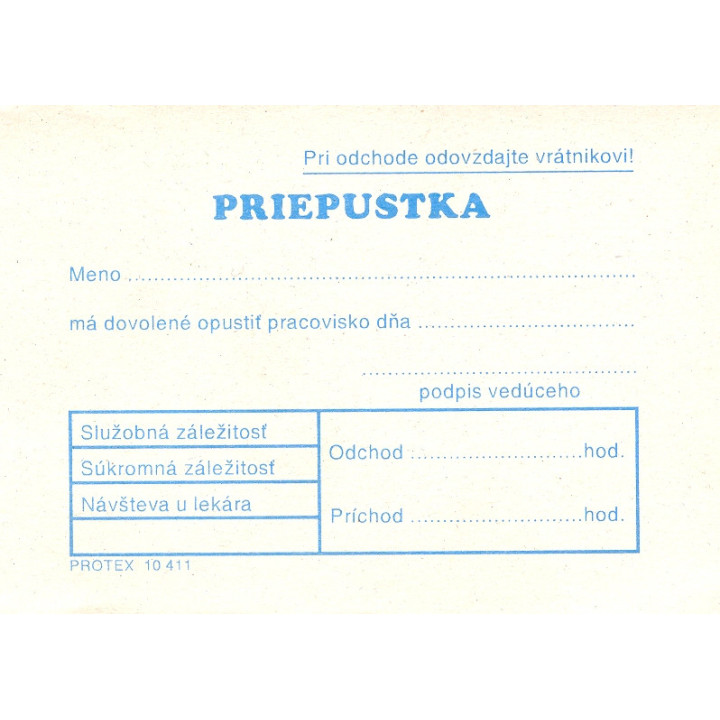 Pri odchode odovzdajte vrátnikovi!
PRIEPUSTKA
Meno ........................................................................
má dovolené opustiť pracovisko dňa ..................................
...........................................
podpis vedúceho
Služobná záležitosť
Súkromná záležitosť
Návšteva u lekára
Odchod ...........................hod.
Príchod ...........................hod.
PROTEX 10 411